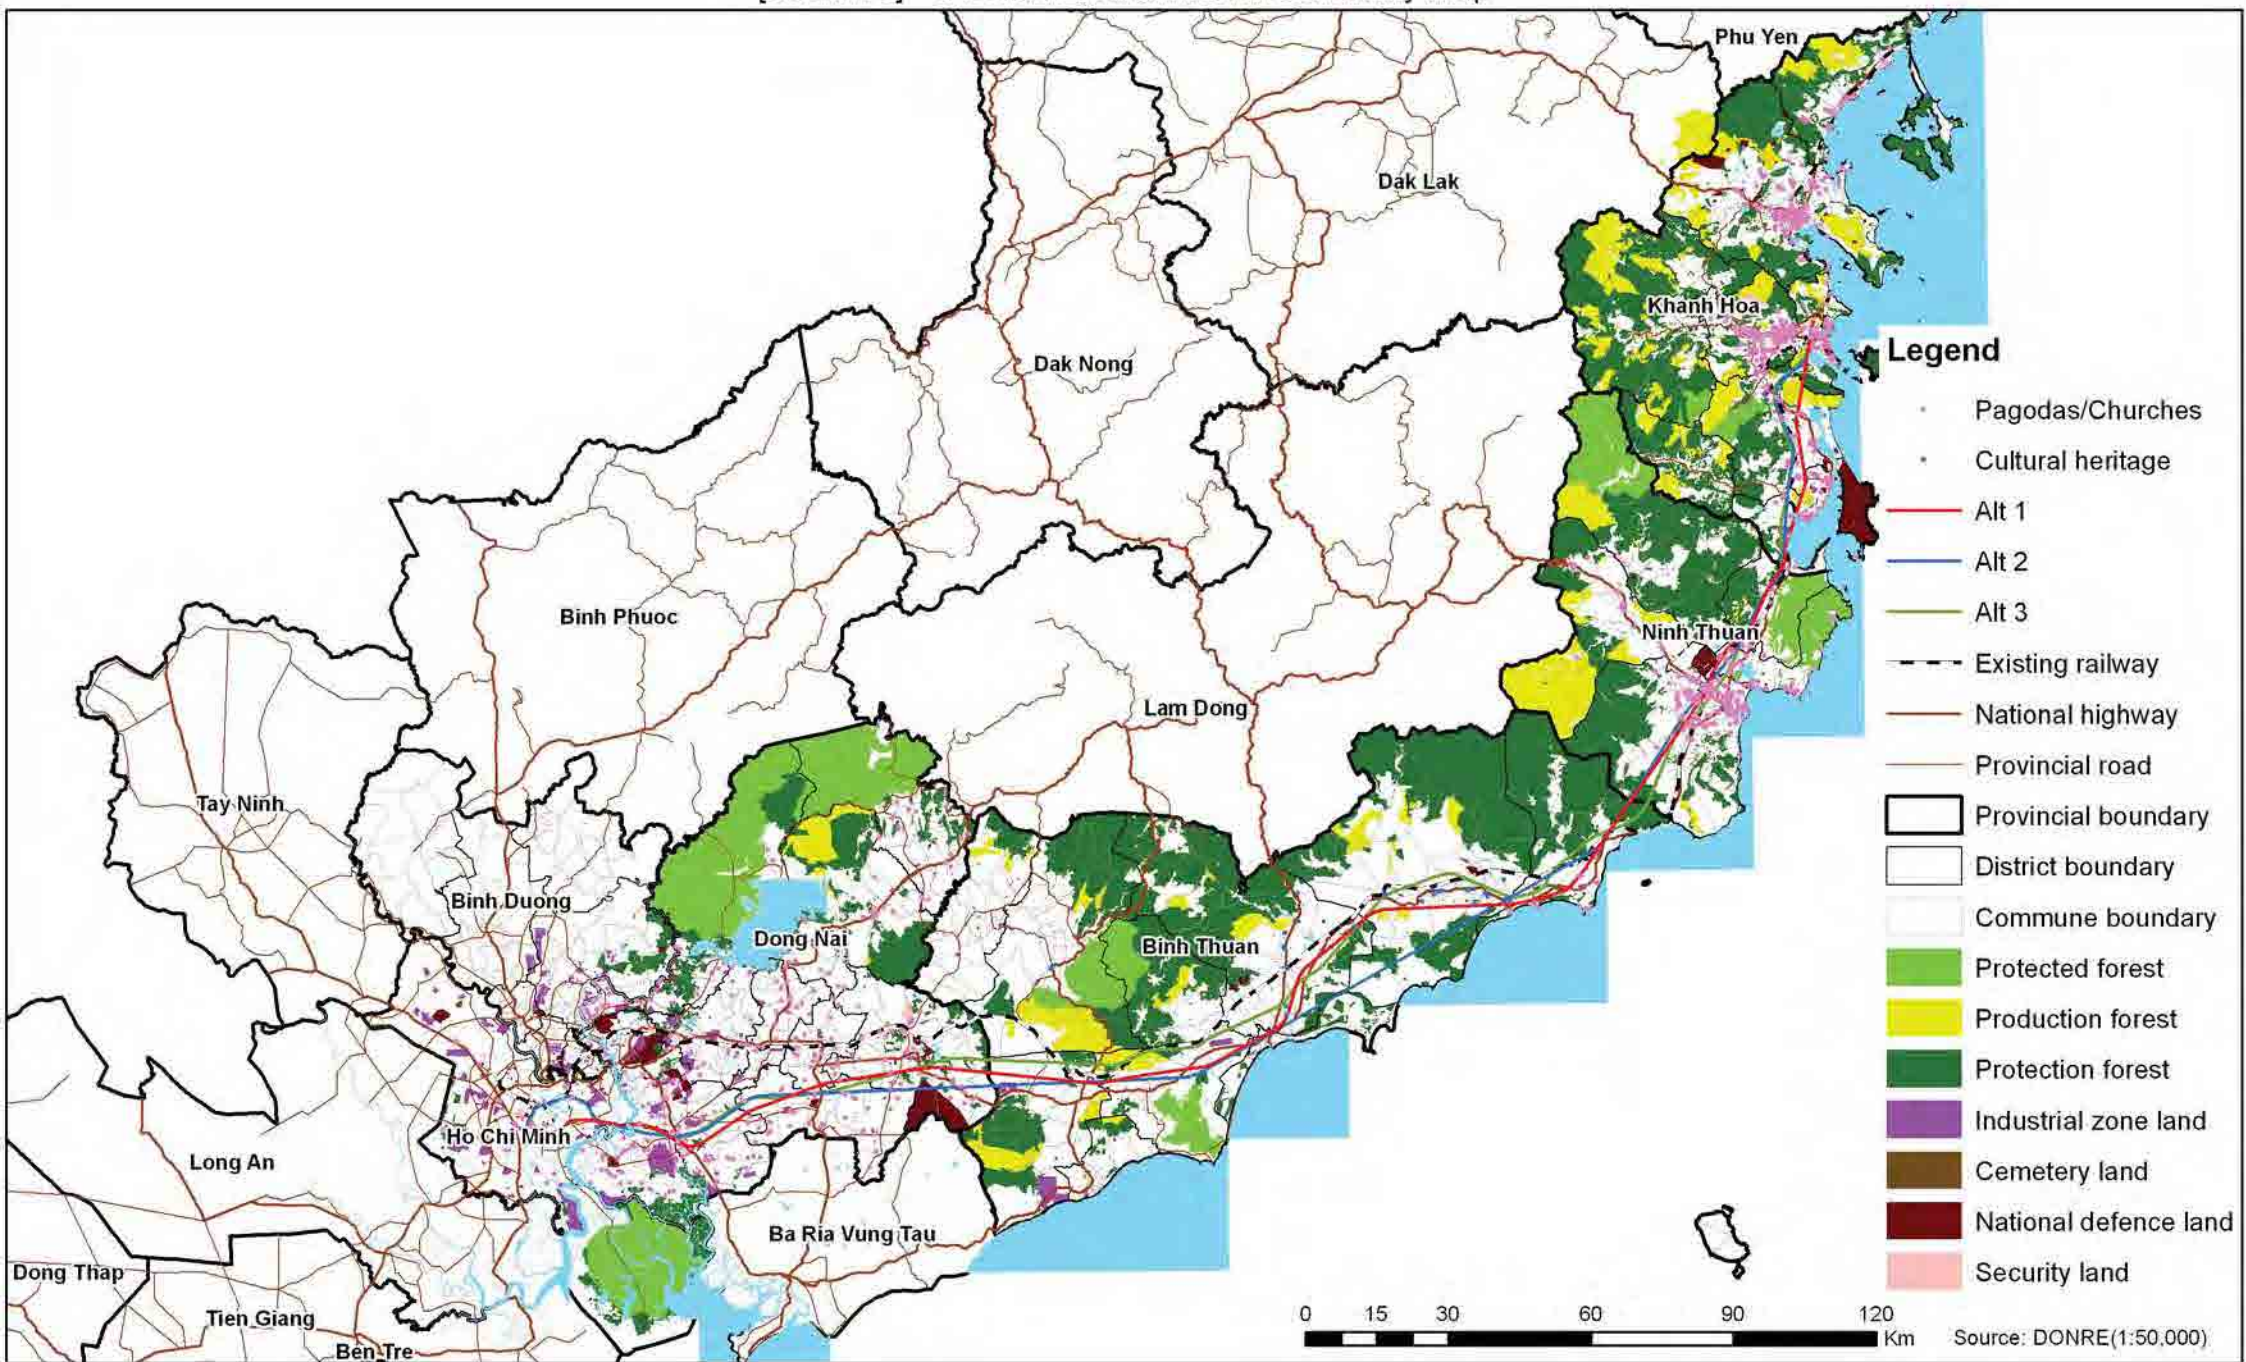 Phu Yen
Dak Lak
Khanh Hoa
Dak Nong
Binh Phuoc
Ninh Thuan
Lam Dong
Tay Ninh
Binh Duong
Dong Nai
Binh Thuan
Ho Chi Minh
Long An
Ba Ria Vung Tau
Dong Thap
Tien Giang
Ben Tre
Legend
Pagodas/Churches
Cultural heritage
Alt 1
Alt 2
Alt 3
Existing railway
National highway
Provincial road
Provincial boundary
District boundary
Commune boundary
Protected forest
Production forest
Protection forest
Industrial zone land
Cemetery land
National defence land
Security land
0 15 30 60 90 120
Km
Source: DONRE(1:50,000)